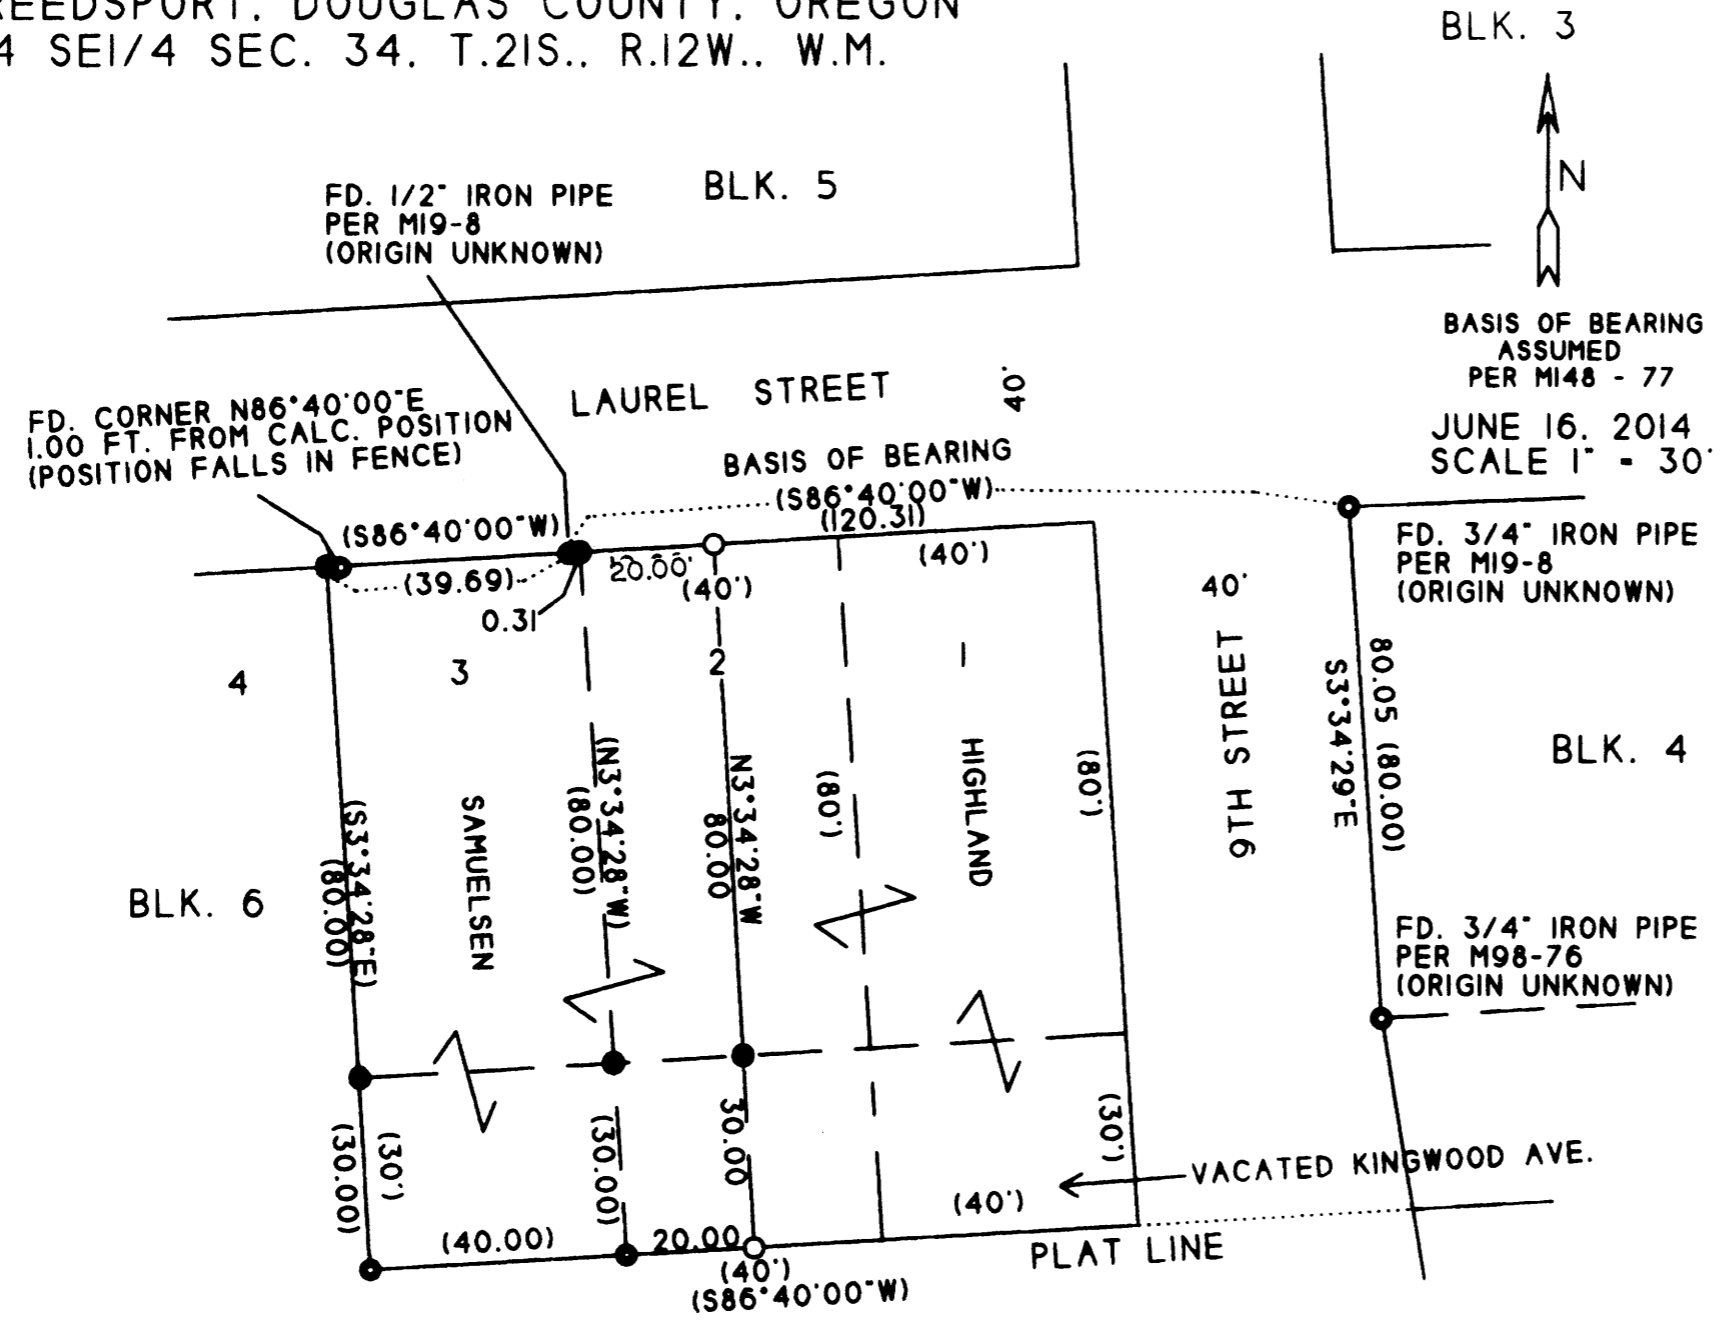 REEDSPORT, DOUGLAS COUNTY, OREGON
4 SE1/4 SEC. 34, T.21S., R.12W., W.M.
BLK. 3
N
BLK. 5
FD. 1/2" IRON PIPE
PER M19-8
(ORIGIN UNKNOWN)
BASIS OF BEARING
ASSUMED
PER M148 - 77
JUNE 16, 2014
SCALE 1" = 30'
FD. CORNER N86°40'00"E
1.00 FT. FROM CALC. POSITION
(POSITION FALLS IN FENCE)
LAUREL STREET
40'
BASIS OF BEARING
(S86°40'00"W)
(120.31)
(S86°40'00"W)
(39.69)
0.31
20.00'
(40')
(40')
40'
FD. 3/4" IRON PIPE
PER M19-8
(ORIGIN UNKNOWN)
4
3
2
1
SAMUELSEN
HIGHLAND
6TH STREET
BLK. 4
BLK. 6
(S3°34'28"E)
(80.00)
(N3°34'28"W)
(80.00)
N3°34'28"W
80.00
(80')
(80')
S3°34'29"E
80.05 (80.00)
FD. 3/4" IRON PIPE
PER M98-76
(ORIGIN UNKNOWN)
(30.00)
(30')
(30.00)
30.00
(30')
VACATED KINGWOOD AVE.
(40.00)
20.00
(40')
(40')
(S86°40'00"W)
PLAT LINE